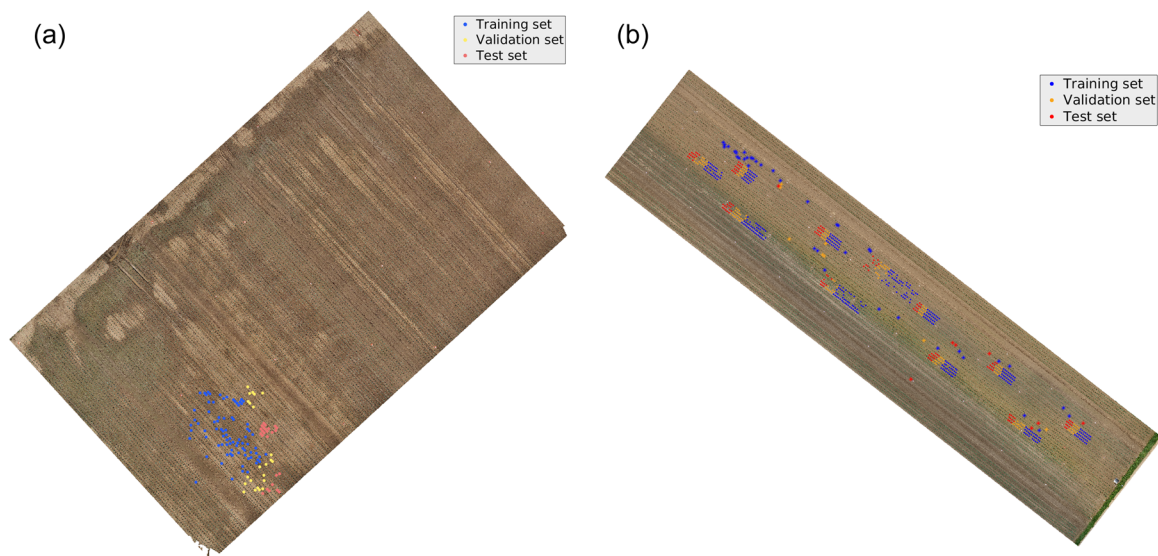 (a)
Training set
Validation set
Test set
(b)
Training set
Validation set
Test set